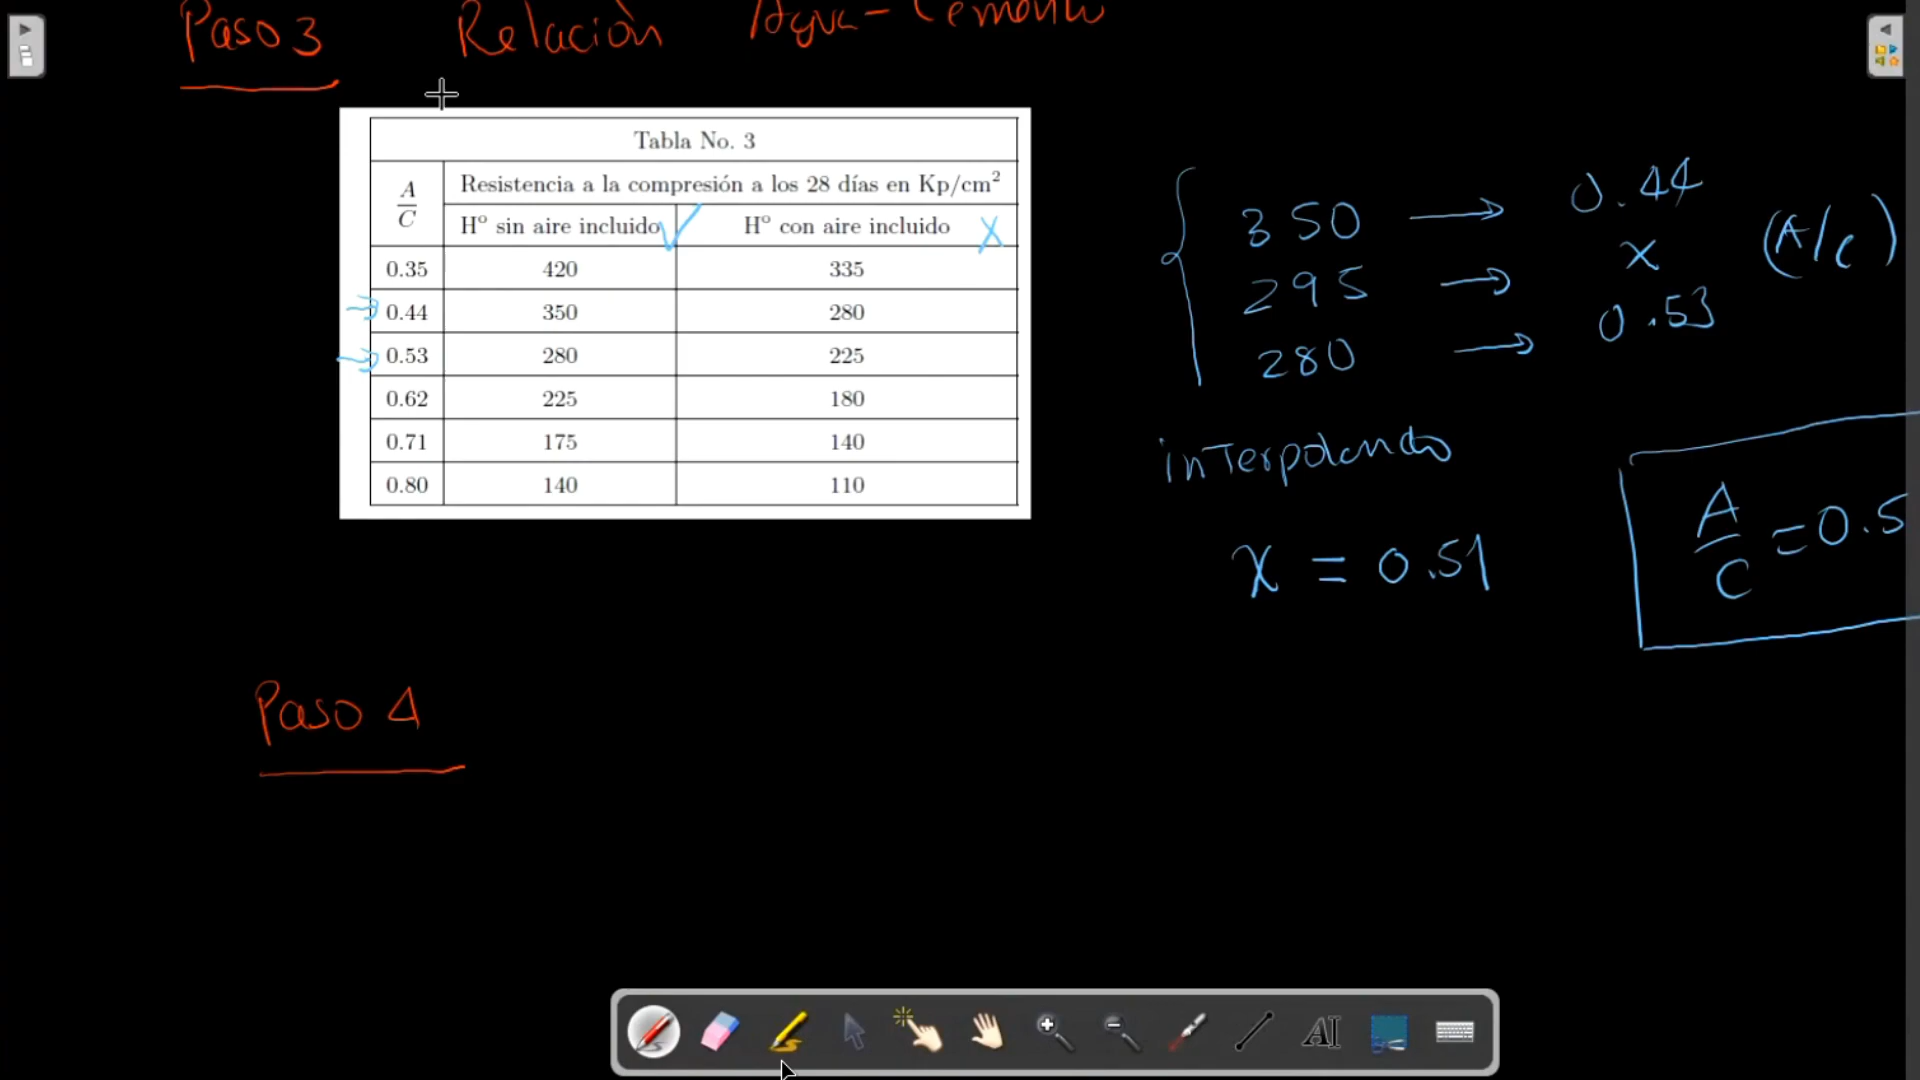 Paso 3 Relación Agua - Cemento
Tabla No. 3
A/C
Resistencia a la compresión a los 28 días en Kp/cm²
H° sin aire incluido ✓ H° con aire incluido X
0.35 420 335
→ 0.44 350 280
→ 0.53 280 225
0.62 225 180
0.71 175 140
0.80 140 110
350 → 0.44
295 → x (A/c)
280 → 0.53
interpolando
x = 0.51
A/C = 0.5
Paso 4
AI